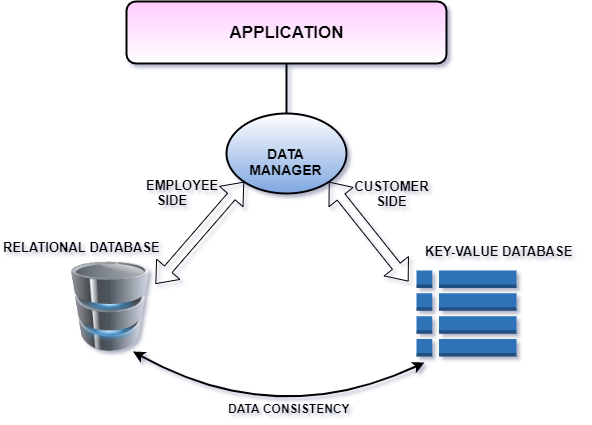 APPLICATION
DATA
MANAGER
EMPLOYEE
SIDE
CUSTOMER
SIDE
RELATIONAL DATABASE
KEY-VALUE DATABASE
DATA CONSISTENCY